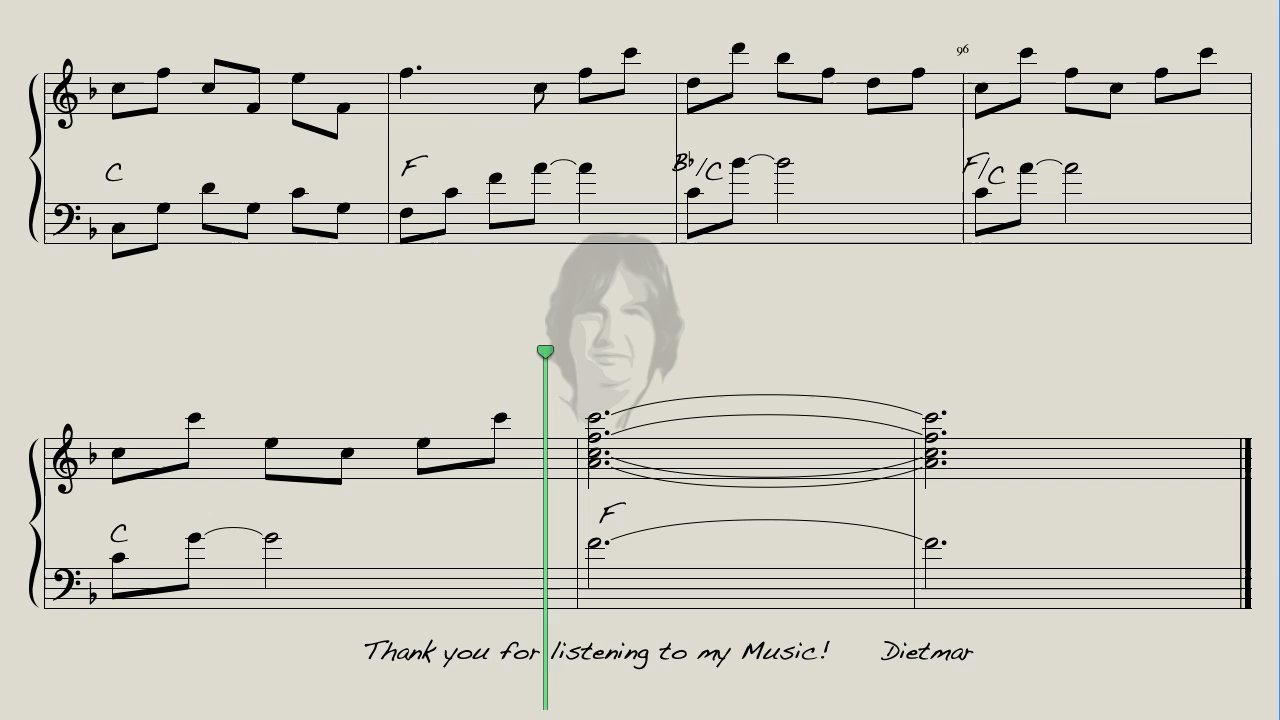 96
C F B♭/C F/C
C F
Thank you for listening to my Music! Dietmar